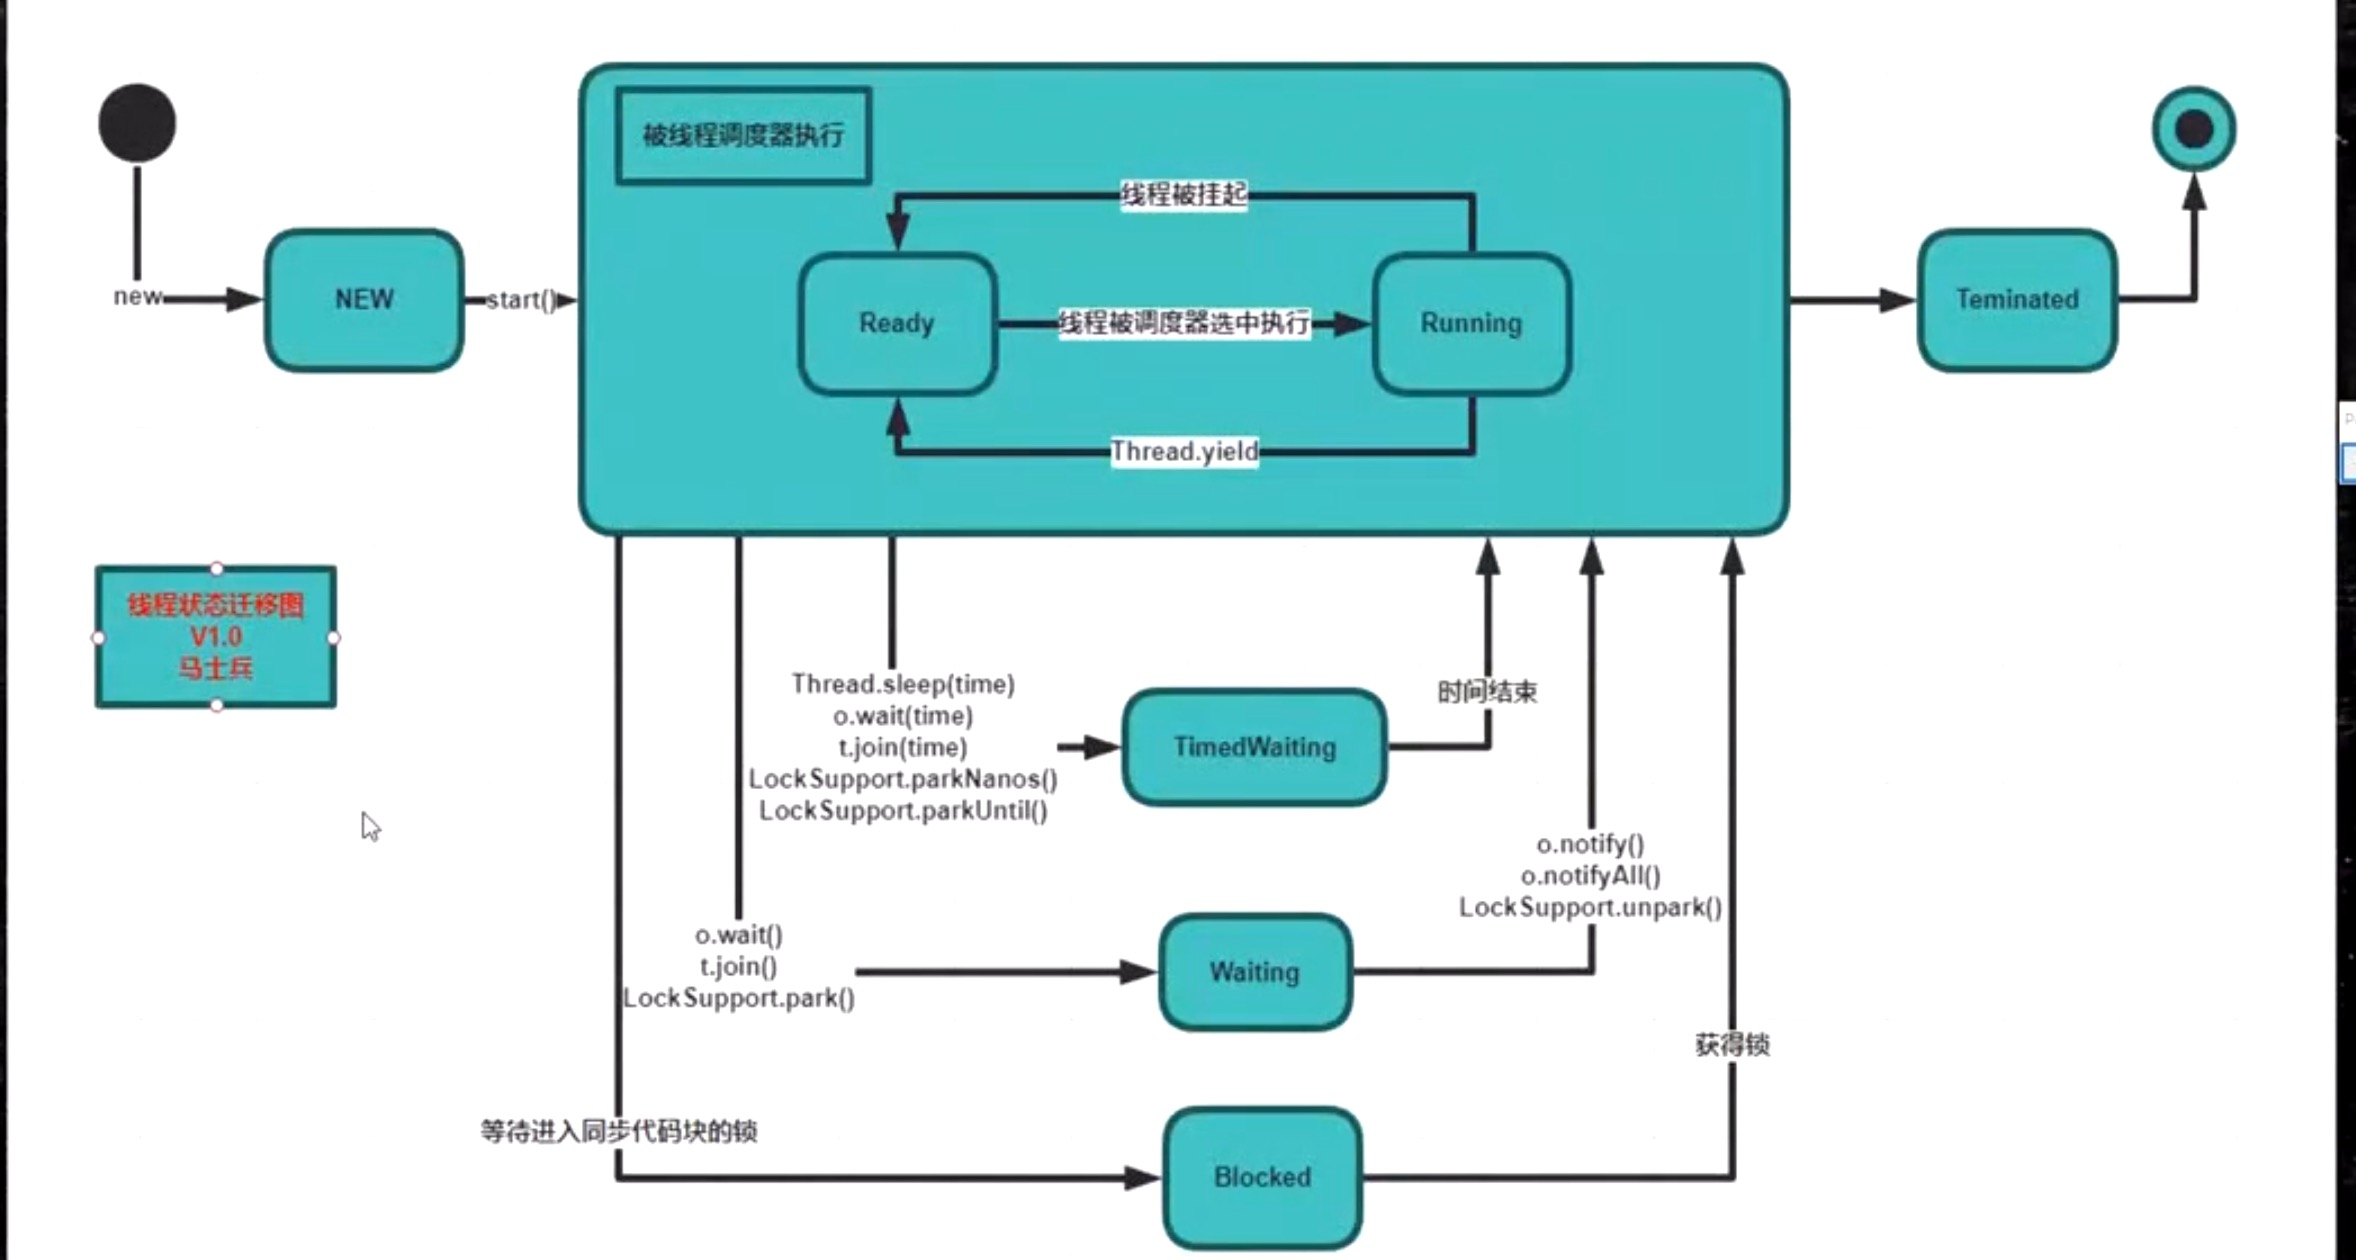 被线程调度器执行
线程被挂起
new
NEW
start()
Ready
线程被调度器选中执行
Running
Teminated
Thread.yield
线程状态迁移图
V1.0
马士兵
Thread.sleep(time)
o.wait(time)
t.join(time)
LockSupport.parkNanos()
LockSupport.parkUntil()
TimedWaiting
时间结束
o.wait()
t.join()
LockSupport.park()
Waiting
o.notify()
o.notifyAll()
LockSupport.unpark()
获得锁
等待进入同步代码块的锁
Blocked